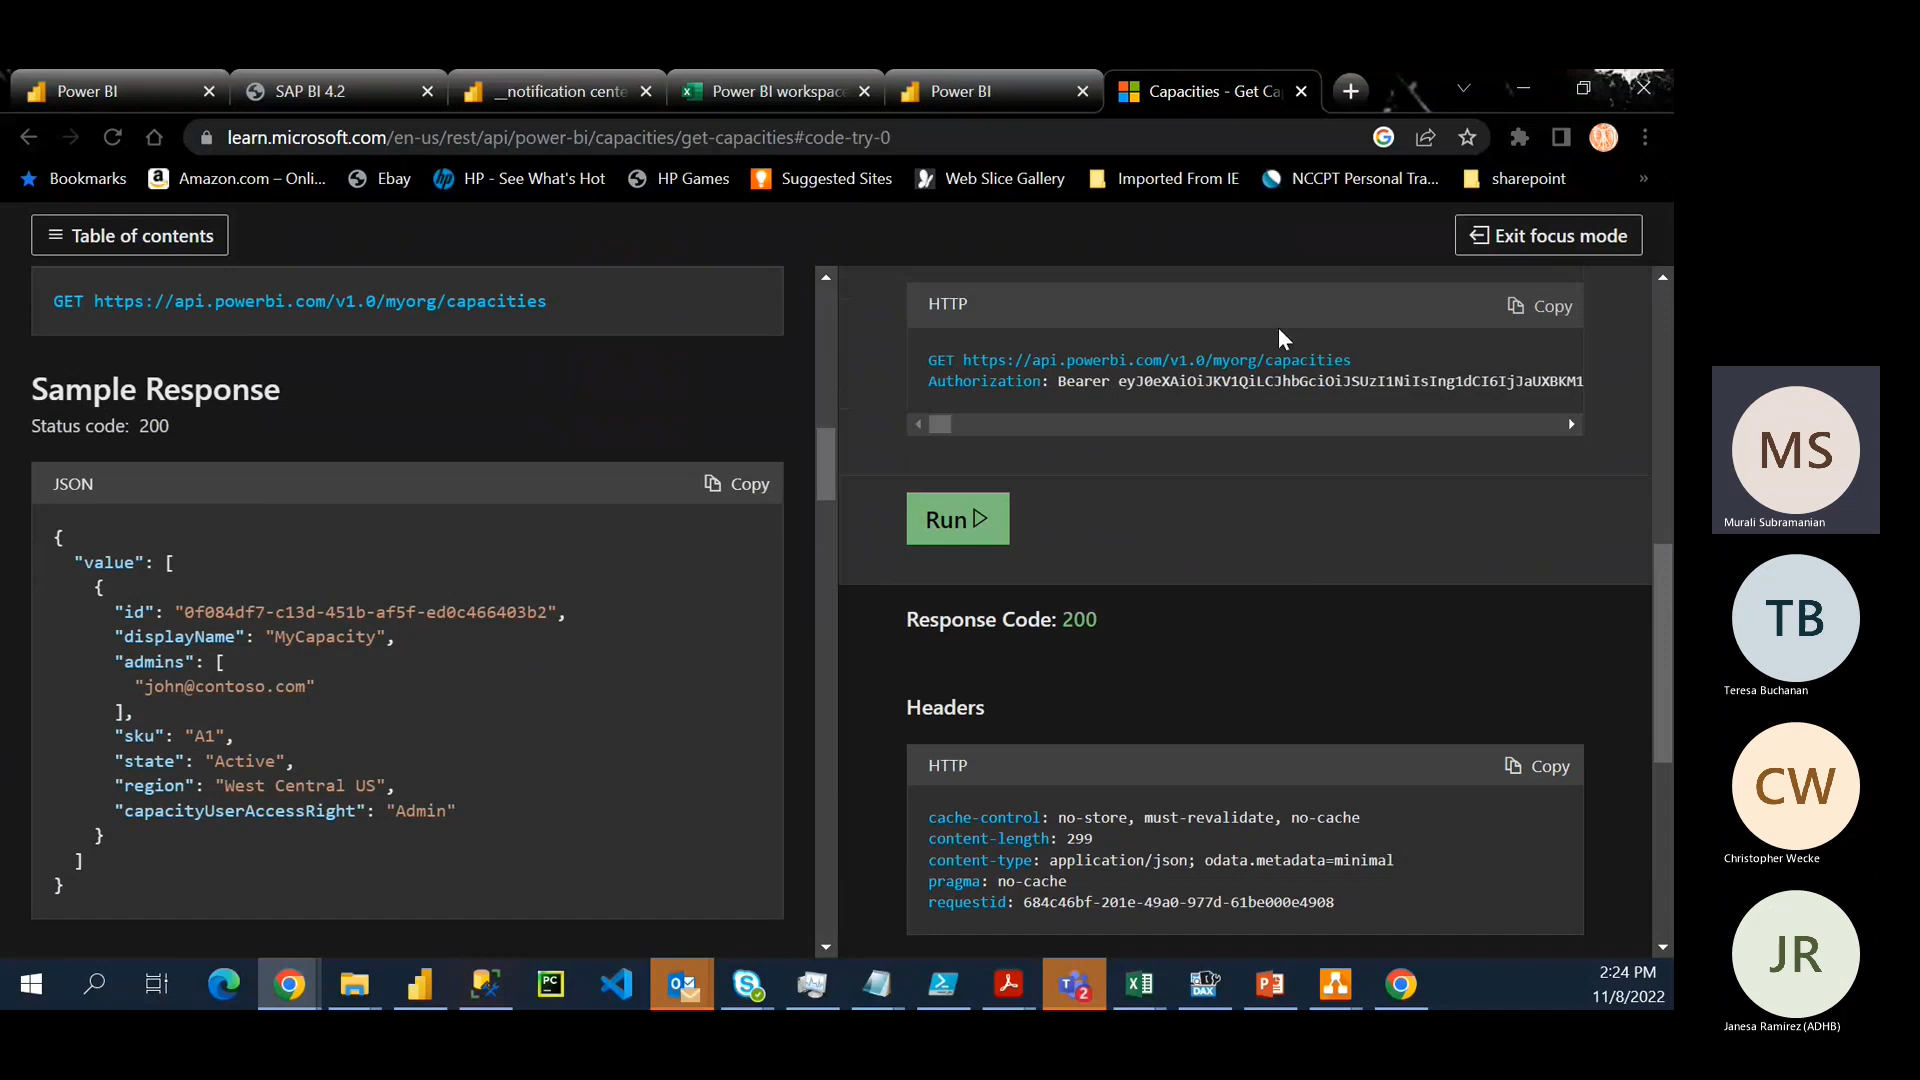 Power BI
SAP BI 4.2
__notification cente
Power BI workspace
Power BI
Capacities - Get Ca
learn.microsoft.com/en-us/rest/api/power-bi/capacities/get-capacities#code-try-0
Bookmarks
Amazon.com – Onli...
Ebay
HP - See What's Hot
HP Games
Suggested Sites
Web Slice Gallery
Imported From IE
NCCPT Personal Tra...
sharepoint
»
Table of contents
Exit focus mode
GET https://api.powerbi.com/v1.0/myorg/capacities
Sample Response
Status code: 200
JSON
Copy
{
"value": [
{
"id": "0f084df7-c13d-451b-af5f-ed0c466403b2",
"displayName": "MyCapacity",
"admins": [
"john@contoso.com"
],
"sku": "A1",
"state": "Active",
"region": "West Central US",
"capacityUserAccessRight": "Admin"
}
]
}
HTTP
Copy
GET https://api.powerbi.com/v1.0/myorg/capacities
Authorization: Bearer eyJ0eXAiOiJKV1QiLCJhbGciOiJSUzI1NiIsIng1dCI6IjJaUXBKM1
Run
Response Code: 200
Headers
HTTP
Copy
cache-control: no-store, must-revalidate, no-cache
content-length: 299
content-type: application/json; odata.metadata=minimal
pragma: no-cache
requestid: 684c46bf-201e-49a0-977d-61be000e4908
MS
Murali Subramanian
TB
Teresa Buchanan
CW
Christopher Wecke
JR
Janesa Ramirez (ADHB)
PC
DAX
2
2:24 PM
11/8/2022